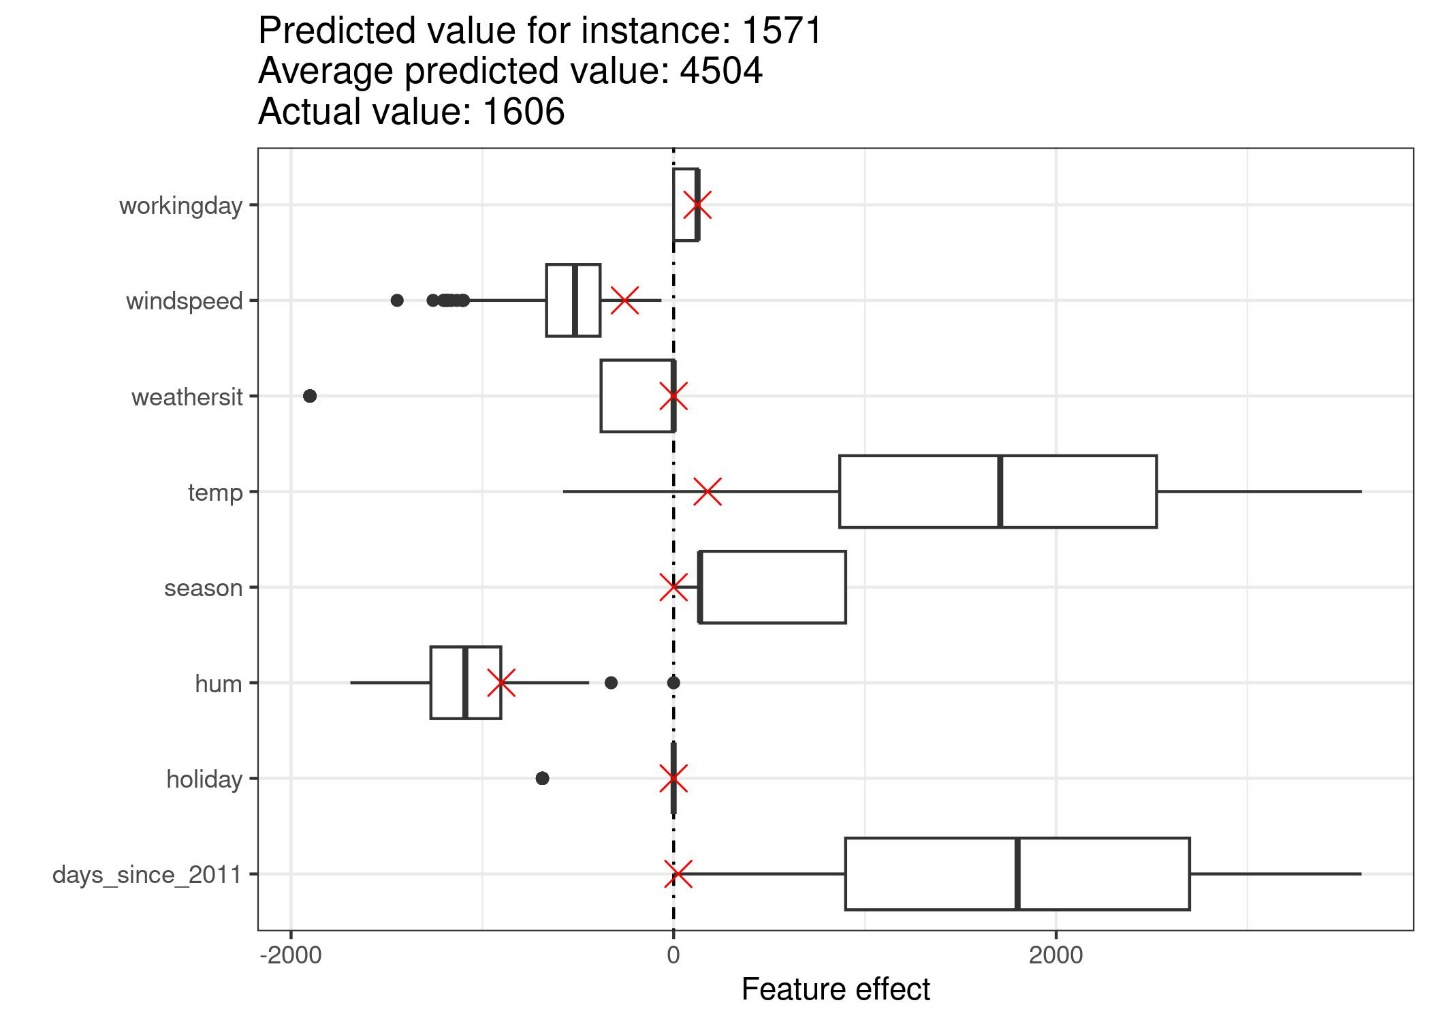 Predicted value for instance: 1571
Average predicted value: 4504
Actual value: 1606
workingday
windspeed
weathersit
temp
season
hum
holiday
days_since_2011
-2000 0 2000
Feature effect